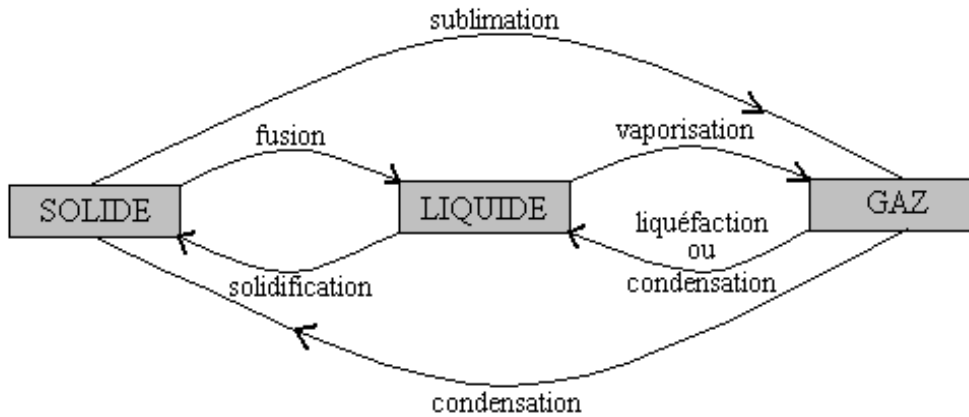 sublimation
fusion
vaporisation
SOLIDE
LIQUIDE
GAZ
liquéfaction
ou
condensation
solidification
condensation